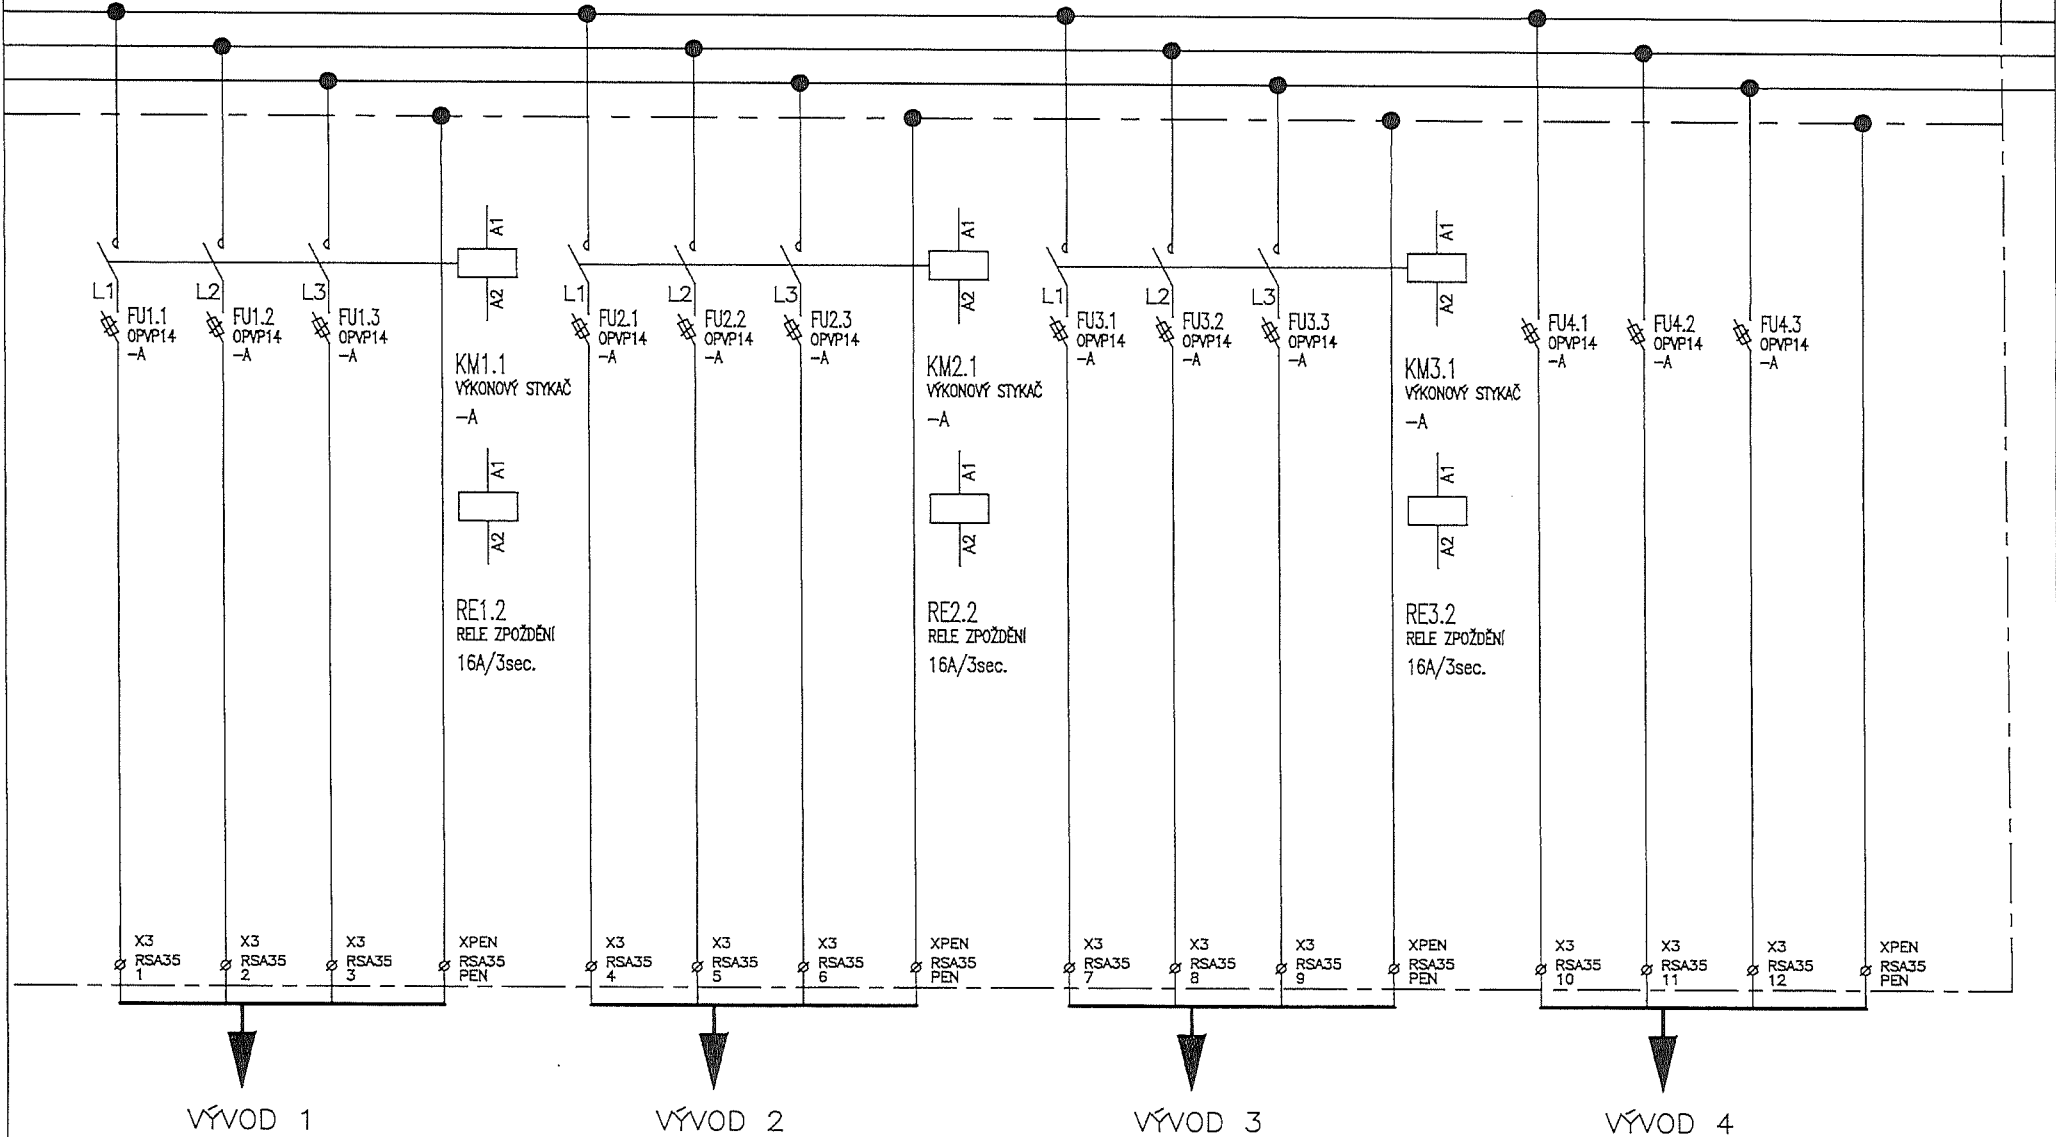 A1
L1
L2
L3
A2
FU1.1
OPVP14
-A
FU1.2
OPVP14
-A
FU1.3
OPVP14
-A
KM1.1
VÝKONOVÝ STYKAČ
-A
A1
A2
RE1.2
RELE ZPOŽDĚNÍ
16A/3sec.
X3
RSA35
1
X3
RSA35
2
X3
RSA35
3
XPEN
RSA35
PEN
VÝVOD 1
A1
L1
L2
L3
A2
FU2.1
OPVP14
-A
FU2.2
OPVP14
-A
FU2.3
OPVP14
-A
KM2.1
VÝKONOVÝ STYKAČ
-A
A1
A2
RE2.2
RELE ZPOŽDĚNÍ
16A/3sec.
X3
RSA35
4
X3
RSA35
5
X3
RSA35
6
XPEN
RSA35
PEN
VÝVOD 2
A1
L1
L2
L3
A2
FU3.1
OPVP14
-A
FU3.2
OPVP14
-A
FU3.3
OPVP14
-A
KM3.1
VÝKONOVÝ STYKAČ
-A
A1
A2
RE3.2
RELE ZPOŽDĚNÍ
16A/3sec.
X3
RSA35
7
X3
RSA35
8
X3
RSA35
9
XPEN
RSA35
PEN
VÝVOD 3
FU4.1
OPVP14
-A
FU4.2
OPVP14
-A
FU4.3
OPVP14
-A
X3
RSA35
10
X3
RSA35
11
X3
RSA35
12
XPEN
RSA35
PEN
VÝVOD 4